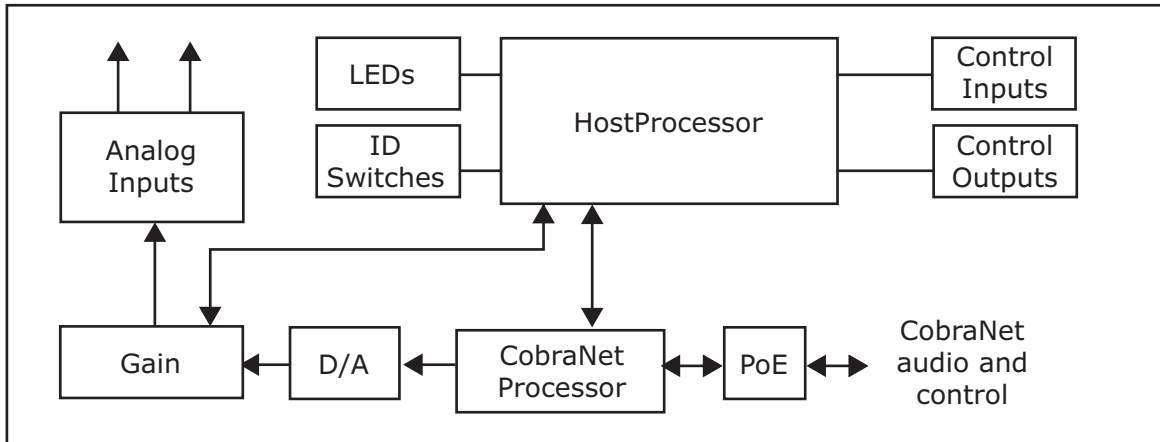 LEDs
HostProcessor
Control
Inputs
Analog
Inputs
ID
Switches
Control
Outputs
Gain
D/A
CobraNet
Processor
PoE
CobraNet
audio and
control